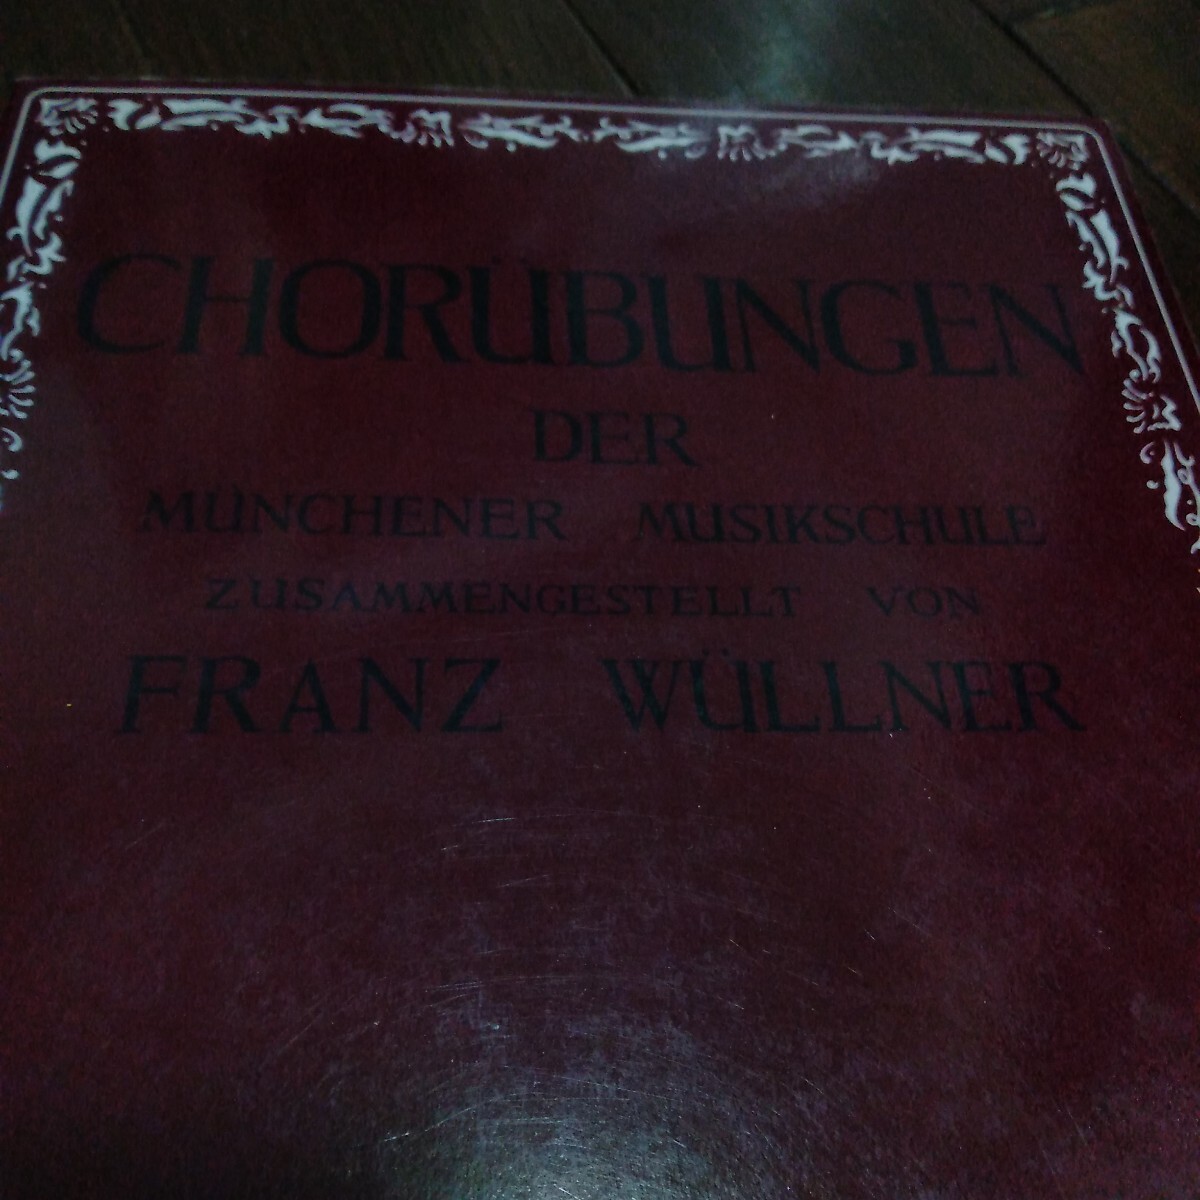 CHORÜBUNGEN
DER
MÜNCHENER MUSIKSCHULE
ZUSAMMENGESTELLT VON
FRANZ WÜLLNER